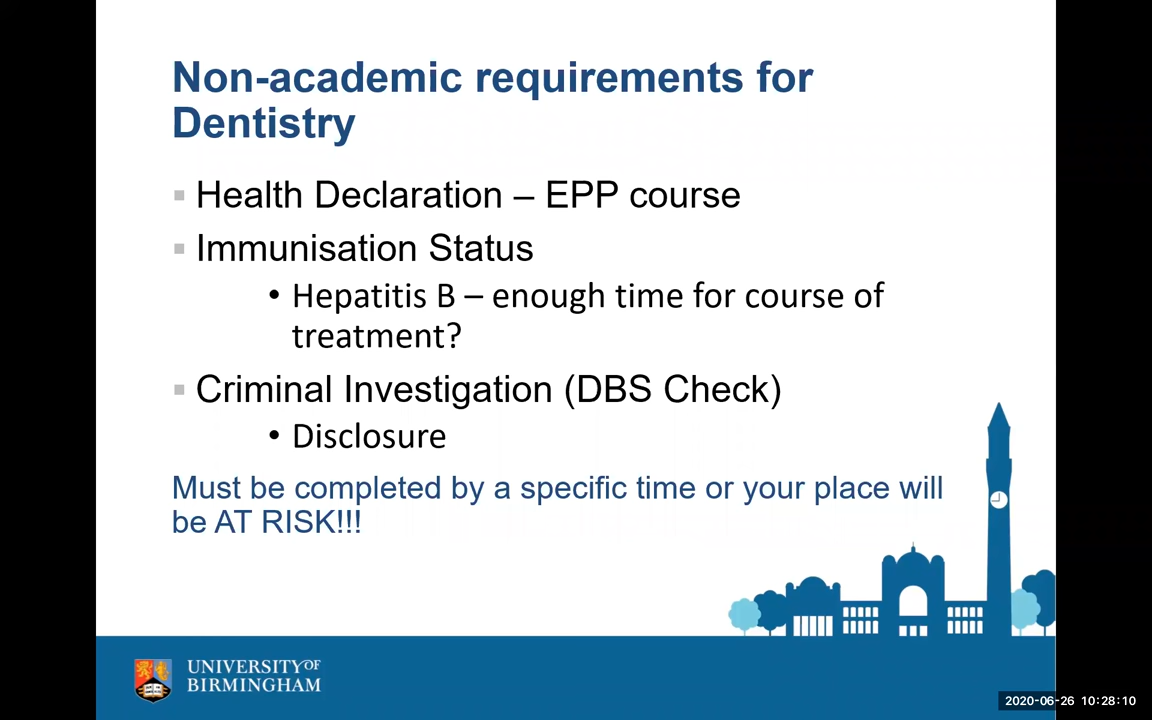 Non-academic requirements for
Dentistry
▪ Health Declaration – EPP course
▪ Immunisation Status
• Hepatitis B – enough time for course of
treatment?
▪ Criminal Investigation (DBS Check)
• Disclosure
Must be completed by a specific time or your place will
be AT RISK!!!
UNIVERSITY OF
BIRMINGHAM
2020-06-26 10:28:10